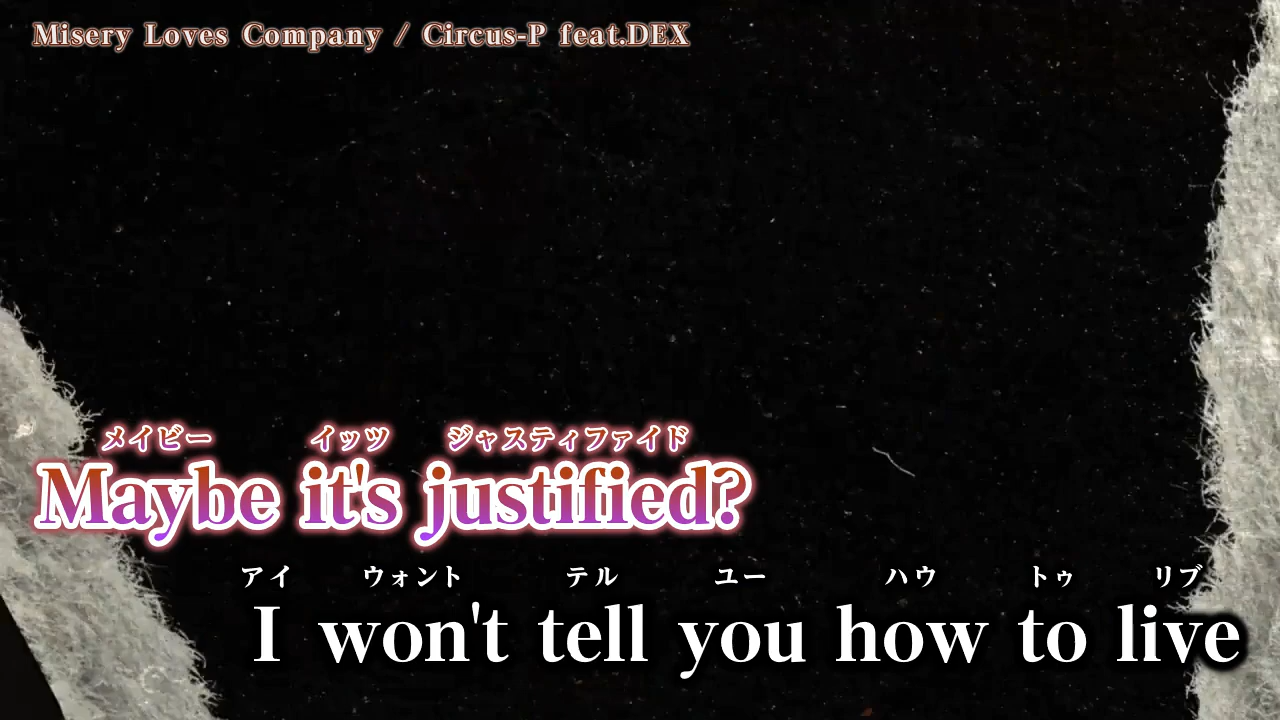 Misery Loves Company / Circus-P feat.DEX
メイビー イッツ ジャスティファイド
Maybe it's justified?
アイ ウォント テル ユー ハウ トゥ リブ
I won't tell you how to live